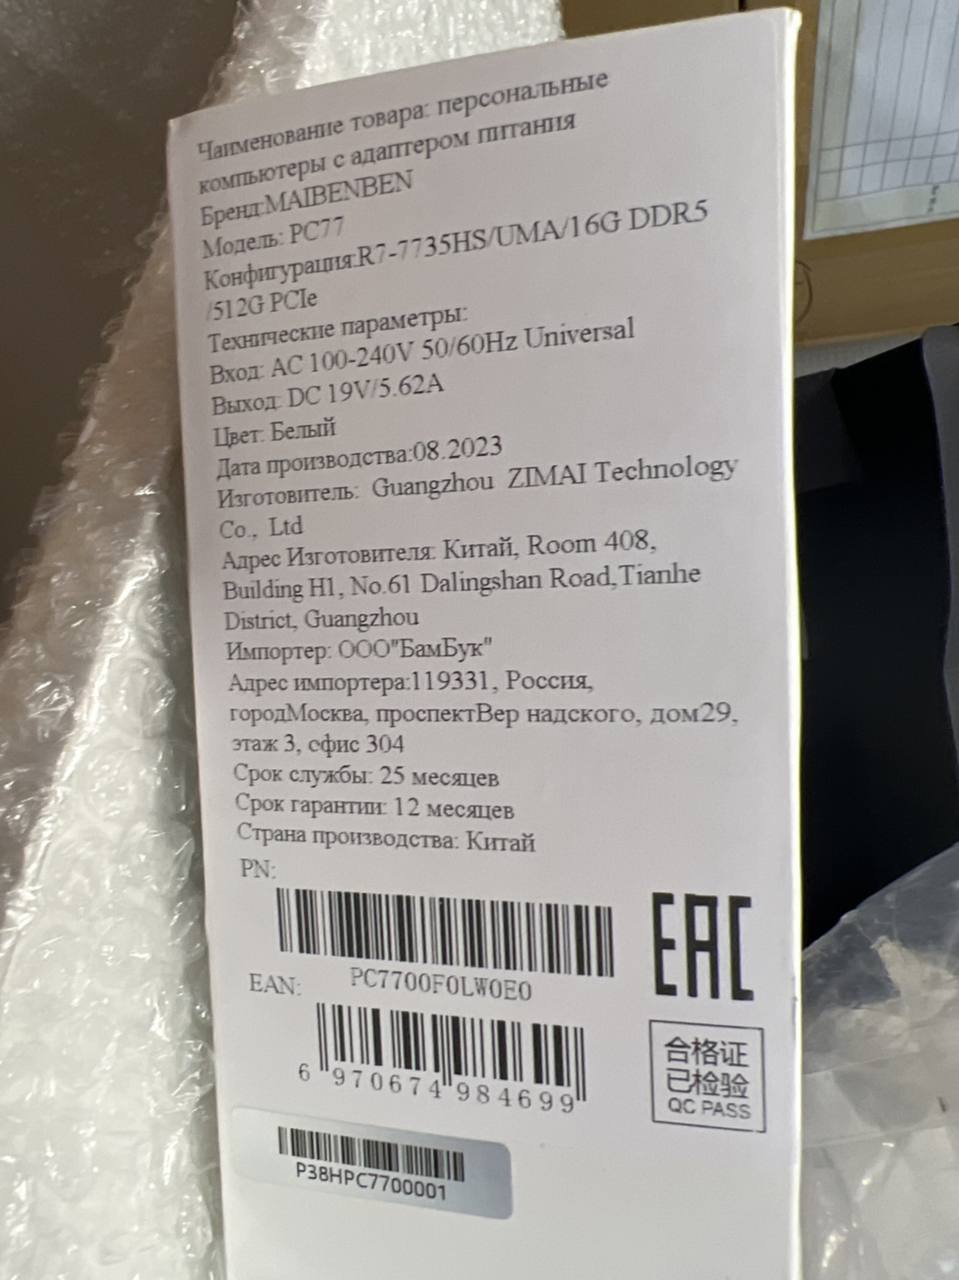 Чаименование товара: персональные
компьютеры с адаптером питания
Бренд:MAIBENBEN
Модель: PC77
Конфигурация:R7-7735HS/UMA/16G DDR5
/512G PCIe
Технические параметры:
Вход: AC 100-240V 50/60Hz Universal
Выход: DC 19V/5.62A
Цвет: Белый
Дата производства:08.2023
Изготовитель: Guangzhou ZIMAI Technology
Co., Ltd
Адрес Изготовителя: Китай, Room 408,
Building H1, No.61 Dalingshan Road,Tianhe
District, Guangzhou
Импортер: ООО"БамБук"
Адрес импортера:119331, Россия,
городМосква, проспектВер надского, дом29,
этаж 3, офис 304
Срок службы: 25 месяцев
Срок гарантии: 12 месяцев
Страна производства: Китай
PN:
PC7700F0LW0E0
EAC
EAN:
6 970674 984699
合格证
已检验
QC PASS
P38HPC7700001